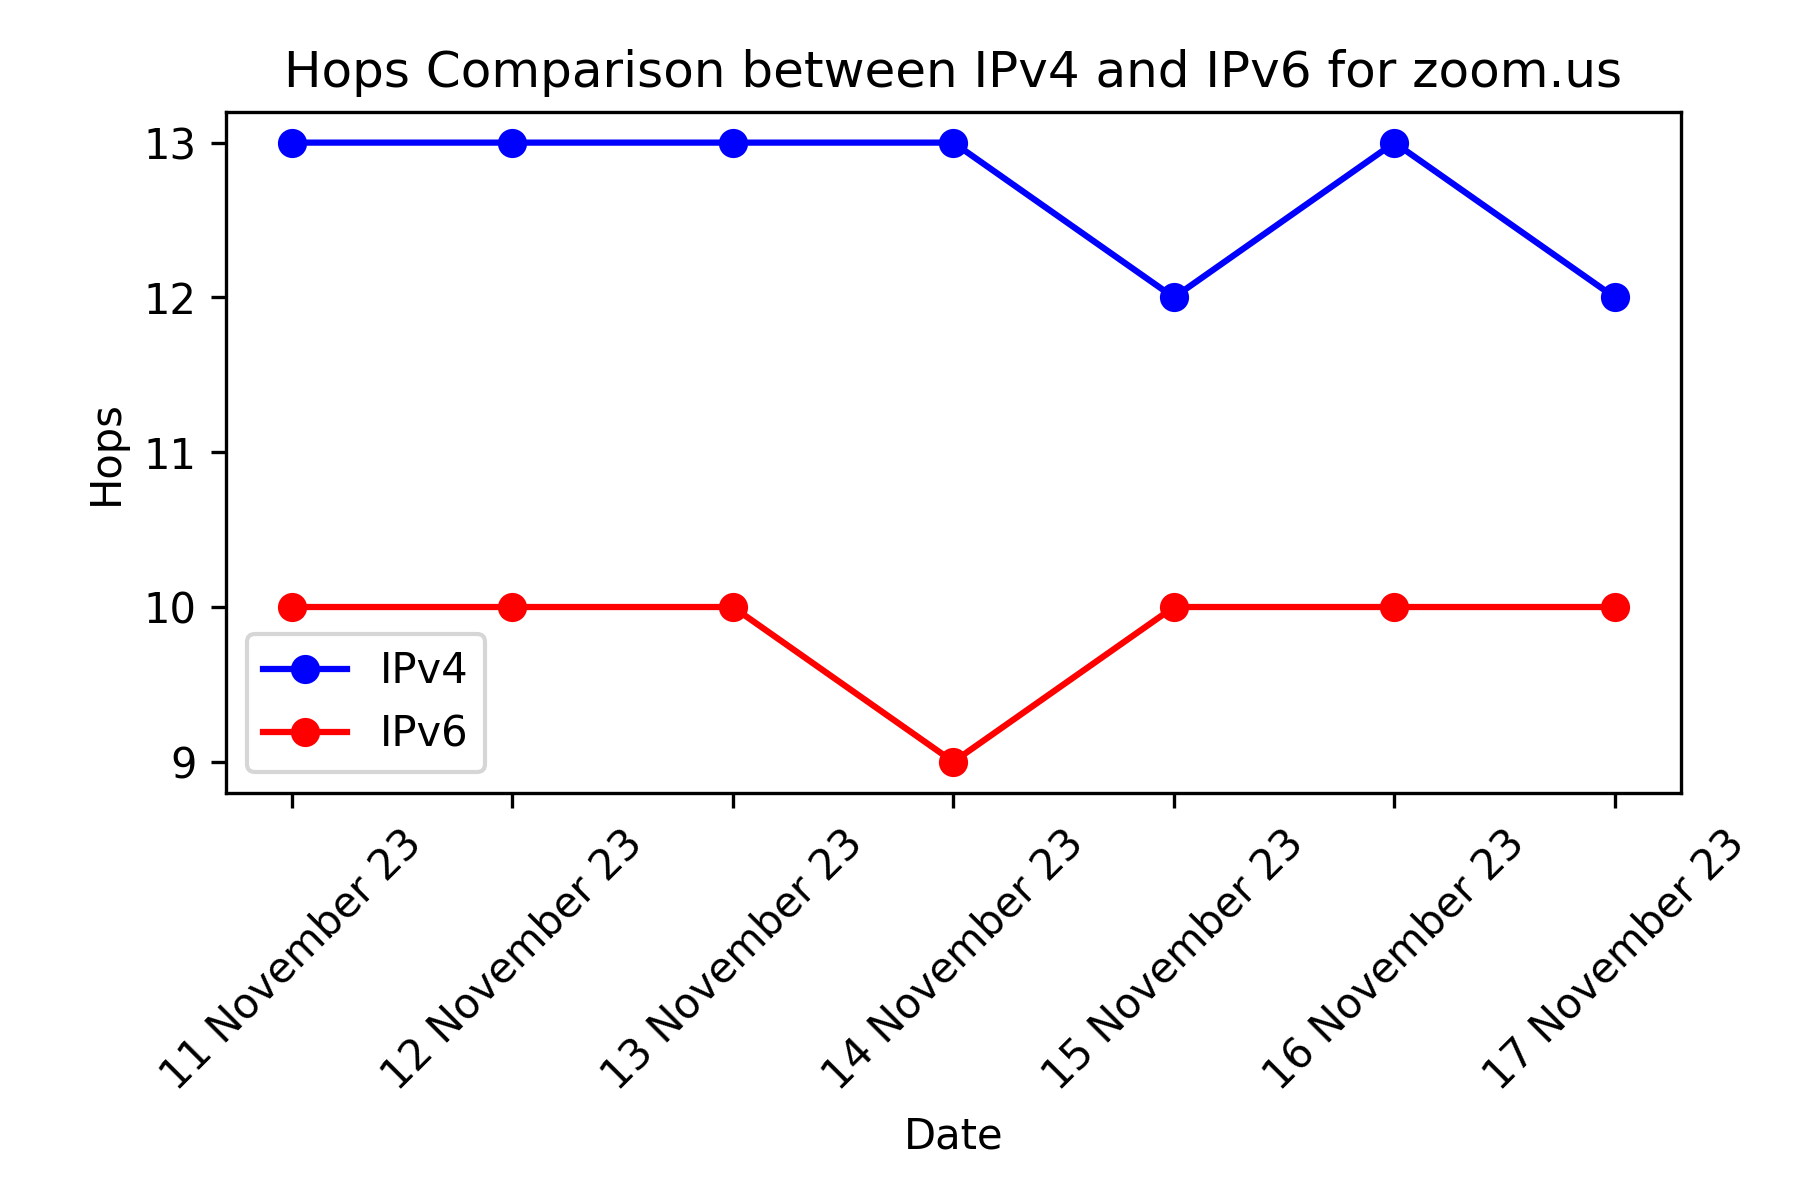 Hops Comparison between IPv4 and IPv6 for zoom.us
Hops
13
12
11
10
9
IPv4
IPv6
11 November 23
12 November 23
13 November 23
14 November 23
15 November 23
16 November 23
17 November 23
Date